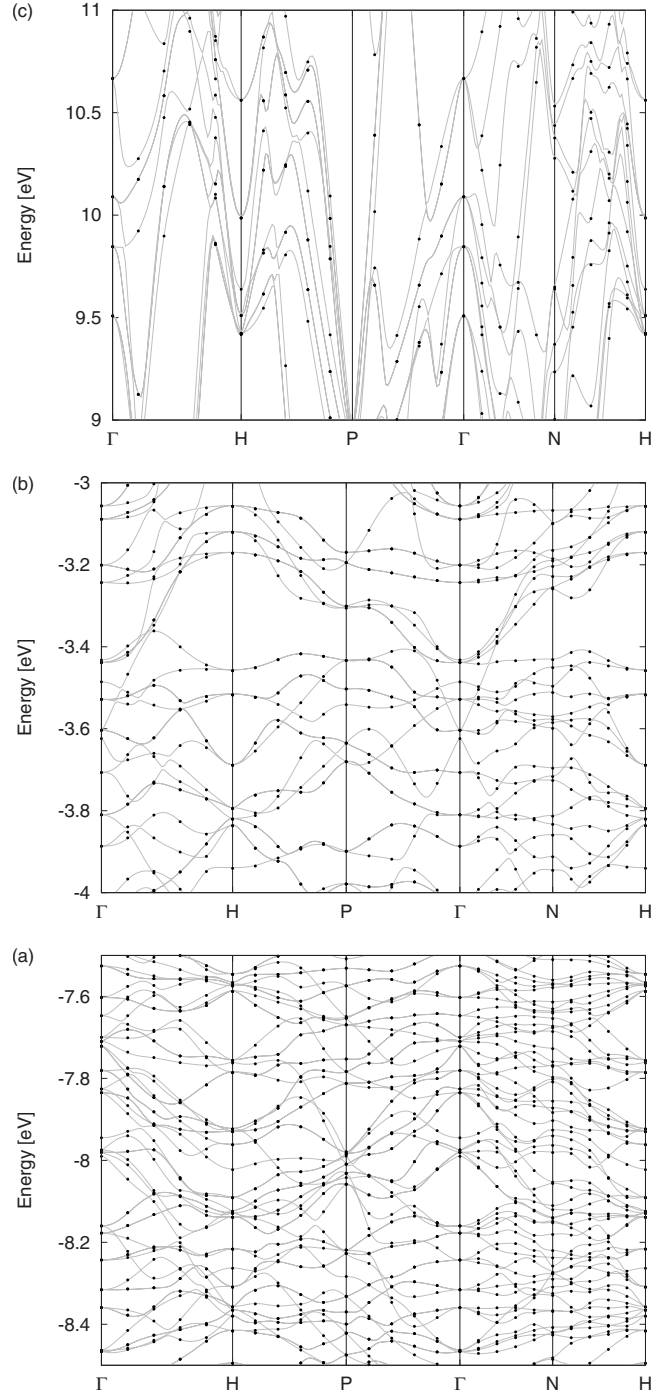 (c)
11
10.5
10
9.5
9
Energy [eV]
Γ H P Γ N H
(b)
-3
-3.2
-3.4
-3.6
-3.8
-4
Energy [eV]
Γ H P Γ N H
(a)
-7.6
-7.8
-8
-8.2
-8.4
Energy [eV]
Γ H P Γ N H